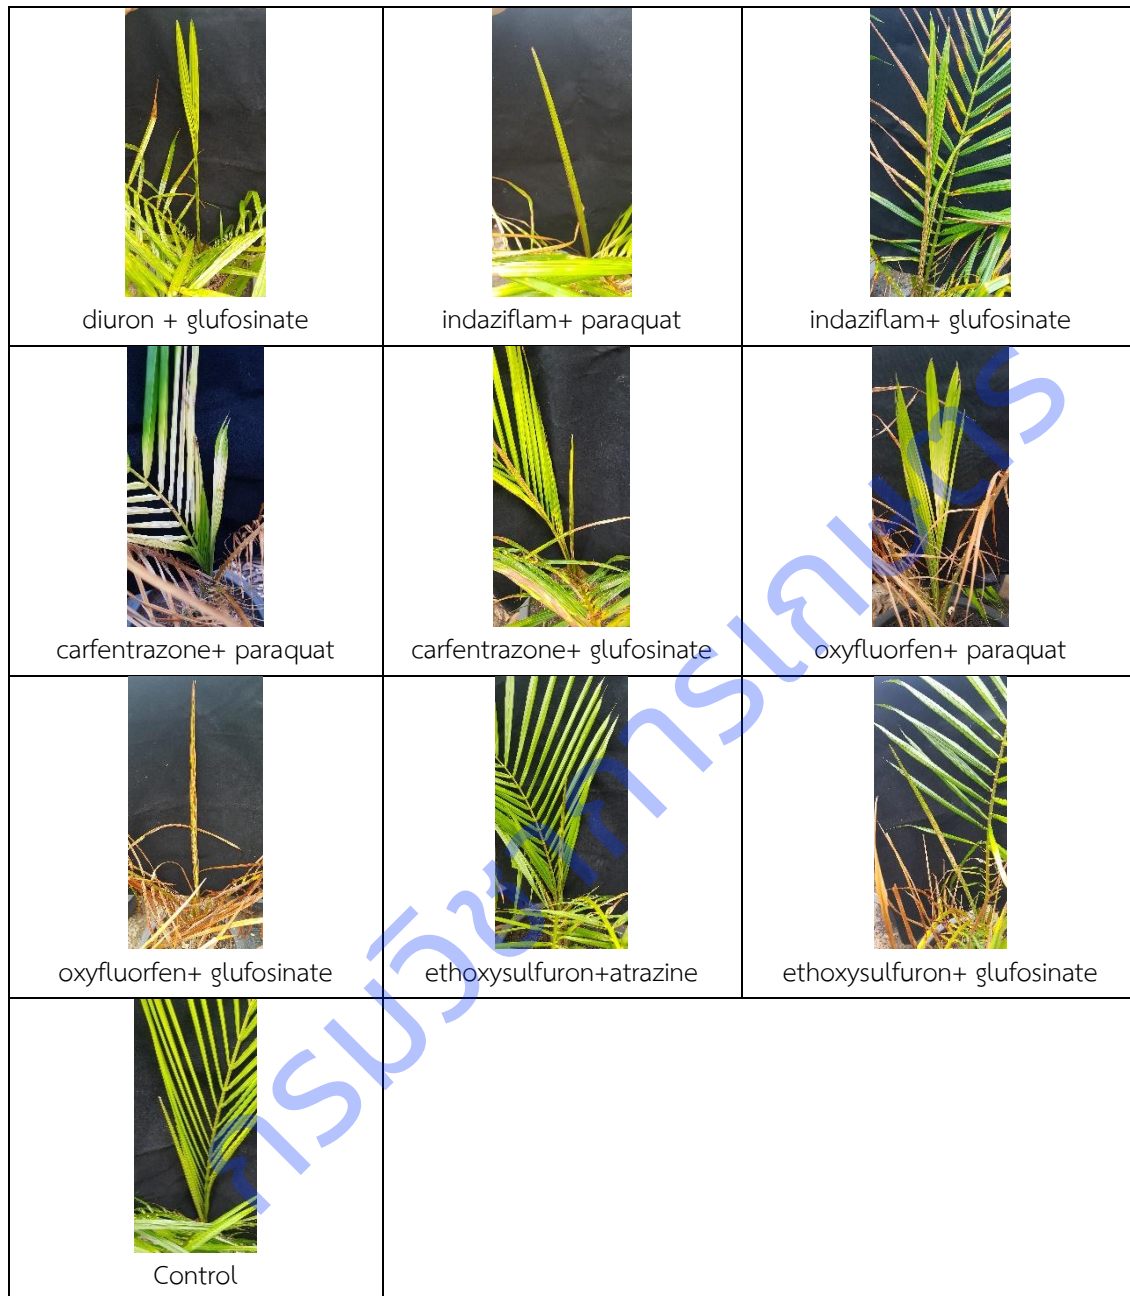 diuron + glufosinate
indaziflam+ paraquat
indaziflam+ glufosinate
carfentrazone+ paraquat
carfentrazone+ glufosinate
oxyfluorfen+ paraquat
oxyfluorfen+ glufosinate
ethoxysulfuron+atrazine
ethoxysulfuron+ glufosinate
Control
กรมวิชาการเกษตร